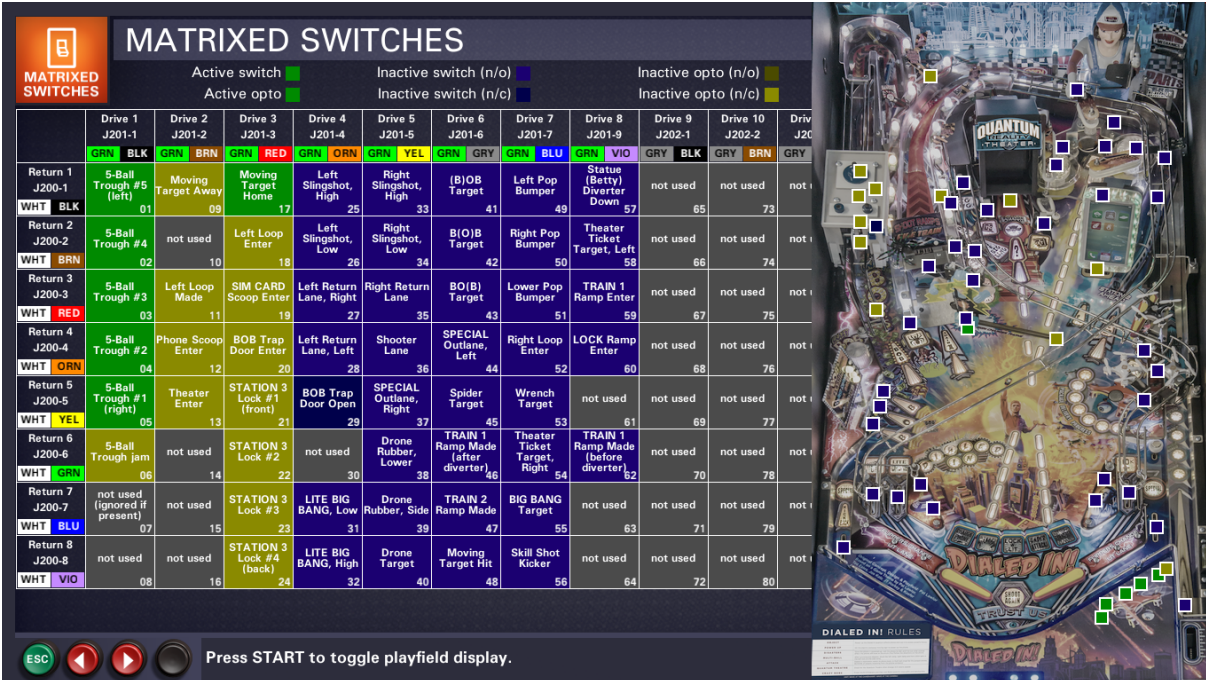 MATRIXED SWITCHES
MATRIXED
SWITCHES
Active switch
Inactive switch (n/o)
Inactive opto (n/o)
Active opto
Inactive switch (n/c)
Inactive opto (n/c)
Drive 1 Drive 2 Drive 3 Drive 4 Drive 5 Drive 6 Drive 7 Drive 8 Drive 9 Drive 10 Driv
J201-1 J201-2 J201-3 J201-4 J201-5 J201-6 J201-7 J201-9 J202-1 J202-2 J20
GRN BLK GRN BRN GRN RED GRN ORN GRN YEL GRN GRY GRN BLU GRN VIO GRY BLK GRY BRN GRY
Return 1
J200-1
WHT BLK
5-Ball
Trough #5
(left)
01
Moving
Target Away
09
Moving
Target
Home
17
Left
Slingshot,
High
25
Right
Slingshot,
High
33
(B)OB
Target
41
Left Pop
Bumper
49
Statue
(Betty)
Diverter
Down
57
not used
65
not used
73
not
Return 2
J200-2
WHT BRN
5-Ball
Trough #4
02
not used
10
Left Loop
Enter
18
Left
Slingshot,
Low
26
Right
Slingshot,
Low
34
B(O)B
Target
42
Right Pop
Bumper
50
Theater
Ticket
Target, Left
58
not used
66
not used
74
not
Return 3
J200-3
WHT RED
5-Ball
Trough #3
03
Left Loop
Made
11
SIM CARD
Scoop Enter
19
Left Return
Lane, Right
27
Right Return
Lane
35
BO(B)
Target
43
Lower Pop
Bumper
51
TRAIN 1
Ramp Enter
59
not used
67
not used
75
not
Return 4
J200-4
WHT ORN
5-Ball
Trough #2
04
Phone Scoop
Enter
12
BOB Trap
Door Enter
20
Left Return
Lane, Left
28
Shooter
Lane
36
SPECIAL
Outlane,
Left
44
Right Loop
Enter
52
LOCK Ramp
Enter
60
not used
68
not used
76
not
Return 5
J200-5
WHT YEL
5-Ball
Trough #1
(right)
05
Theater
Enter
13
STATION 3
Lock #1
(front)
21
BOB Trap
Door Open
29
SPECIAL
Outlane,
Right
37
Spider
Target
45
Wrench
Target
53
not used
61
not used
69
not used
77
not
Return 6
J200-6
WHT GRN
5-Ball
Trough jam
06
not used
14
STATION 3
Lock #2
22
not used
30
Drone
Rubber,
Lower
38
TRAIN 1
Ramp Made
(after
diverter)
46
Theater
Ticket
Target,
Right
54
TRAIN 1
Ramp Made
(before
diverter)
62
not used
70
not used
78
not
Return 7
J200-7
WHT BLU
not used
(ignored if
present)
07
not used
15
STATION 3
Lock #3
23
LITE BIG
BANG, Low
31
Drone
Rubber, Side
39
TRAIN 2
Ramp Made
47
BIG BANG
Target
55
not used
63
not used
71
not used
79
not
Return 8
J200-8
WHT VIO
not used
08
not used
16
STATION 3
Lock #4
(back)
24
LITE BIG
BANG, High
32
Drone
Target
40
Moving
Target Hit
48
Skill Shot
Kicker
56
not used
64
not used
72
not used
80
not
ESC
Press START to toggle playfield display.
QUANTUM
REALITY
THEATER
DIALED IN!
SHOOT
AGAIN
TRUST US
DIALED IN! RULES
DIALED IN!